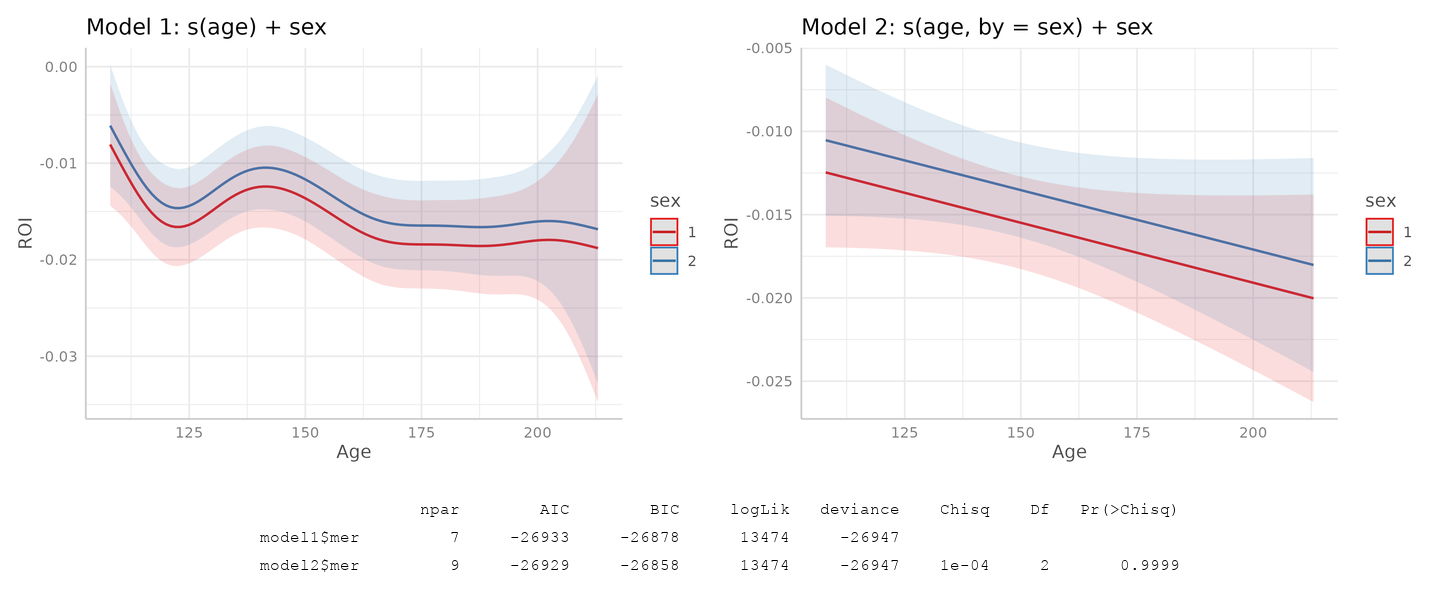 Model 1: s(age) + sex
0.00
-0.01
-0.02
-0.03
ROI
125 150 175 200
Age
sex
1
2
Model 2: s(age, by = sex) + sex
-0.005
-0.010
-0.015
-0.020
-0.025
ROI
125 150 175 200
Age
sex
1
2
npar AIC BIC logLik deviance Chisq Df Pr(>Chisq)
model1$mer 7 -26933 -26878 13474 -26947
model2$mer 9 -26929 -26858 13474 -26947 1e-04 2 0.9999